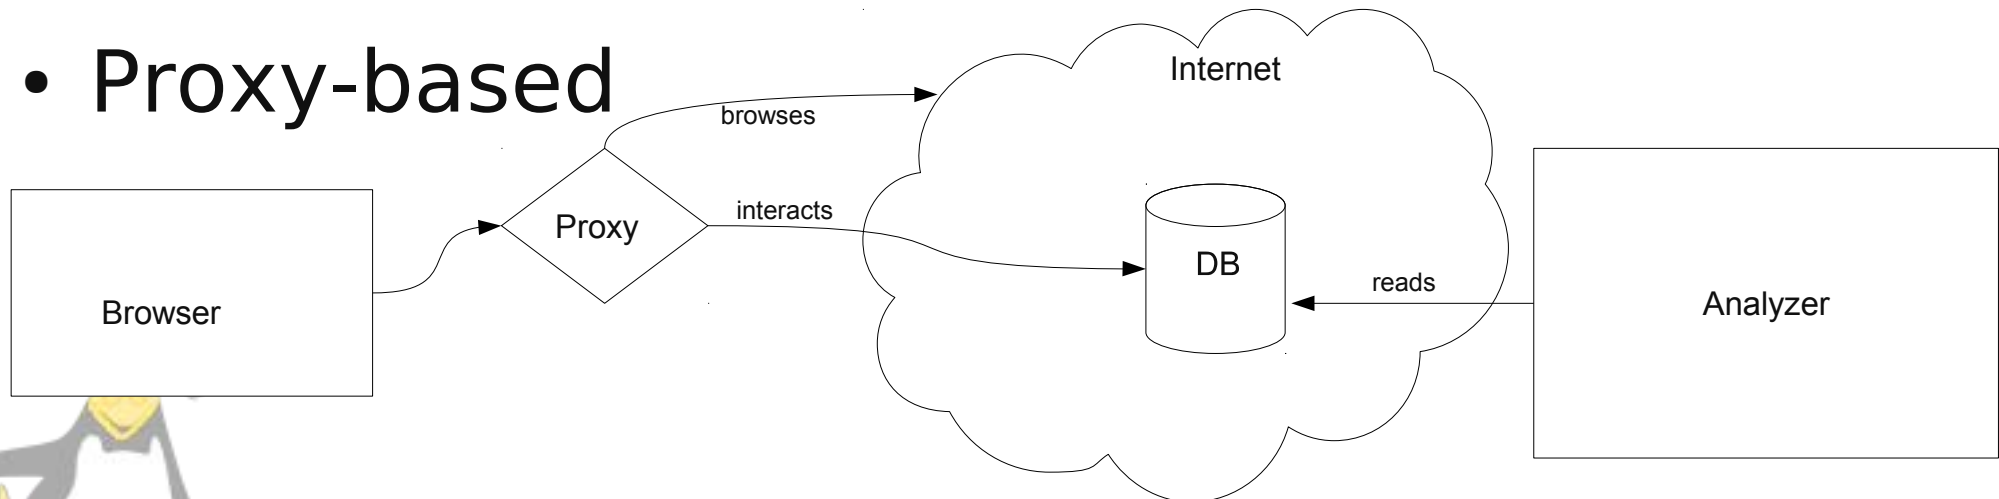 • Proxy-based
Internet
browses
interacts
Proxy
DB
reads
Browser
Analyzer